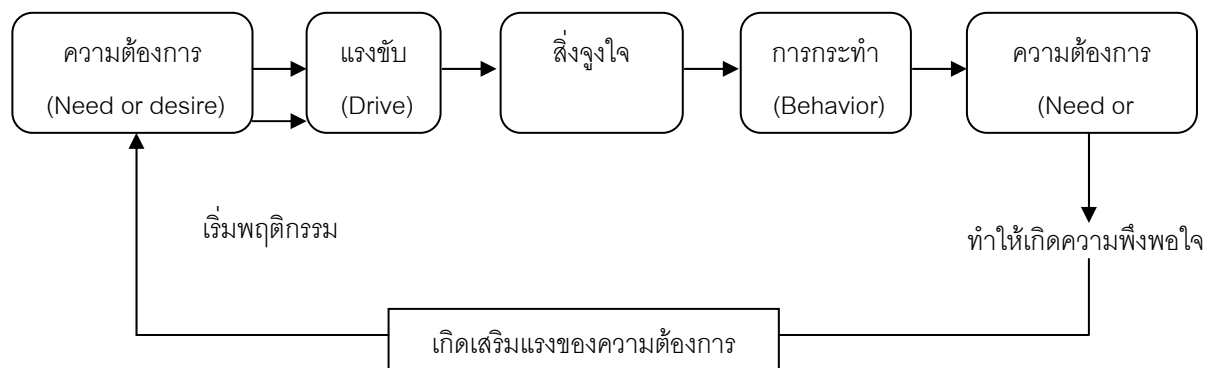 ความต้องการ
(Need or desire)
แรงขับ
(Drive)
สิ่งจูงใจ
การกระทำ
(Behavior)
ความต้องการ
(Need or
เริ่มพฤติกรรม
ทำให้เกิดความพึงพอใจ
เกิดเสริมแรงของความต้องการ